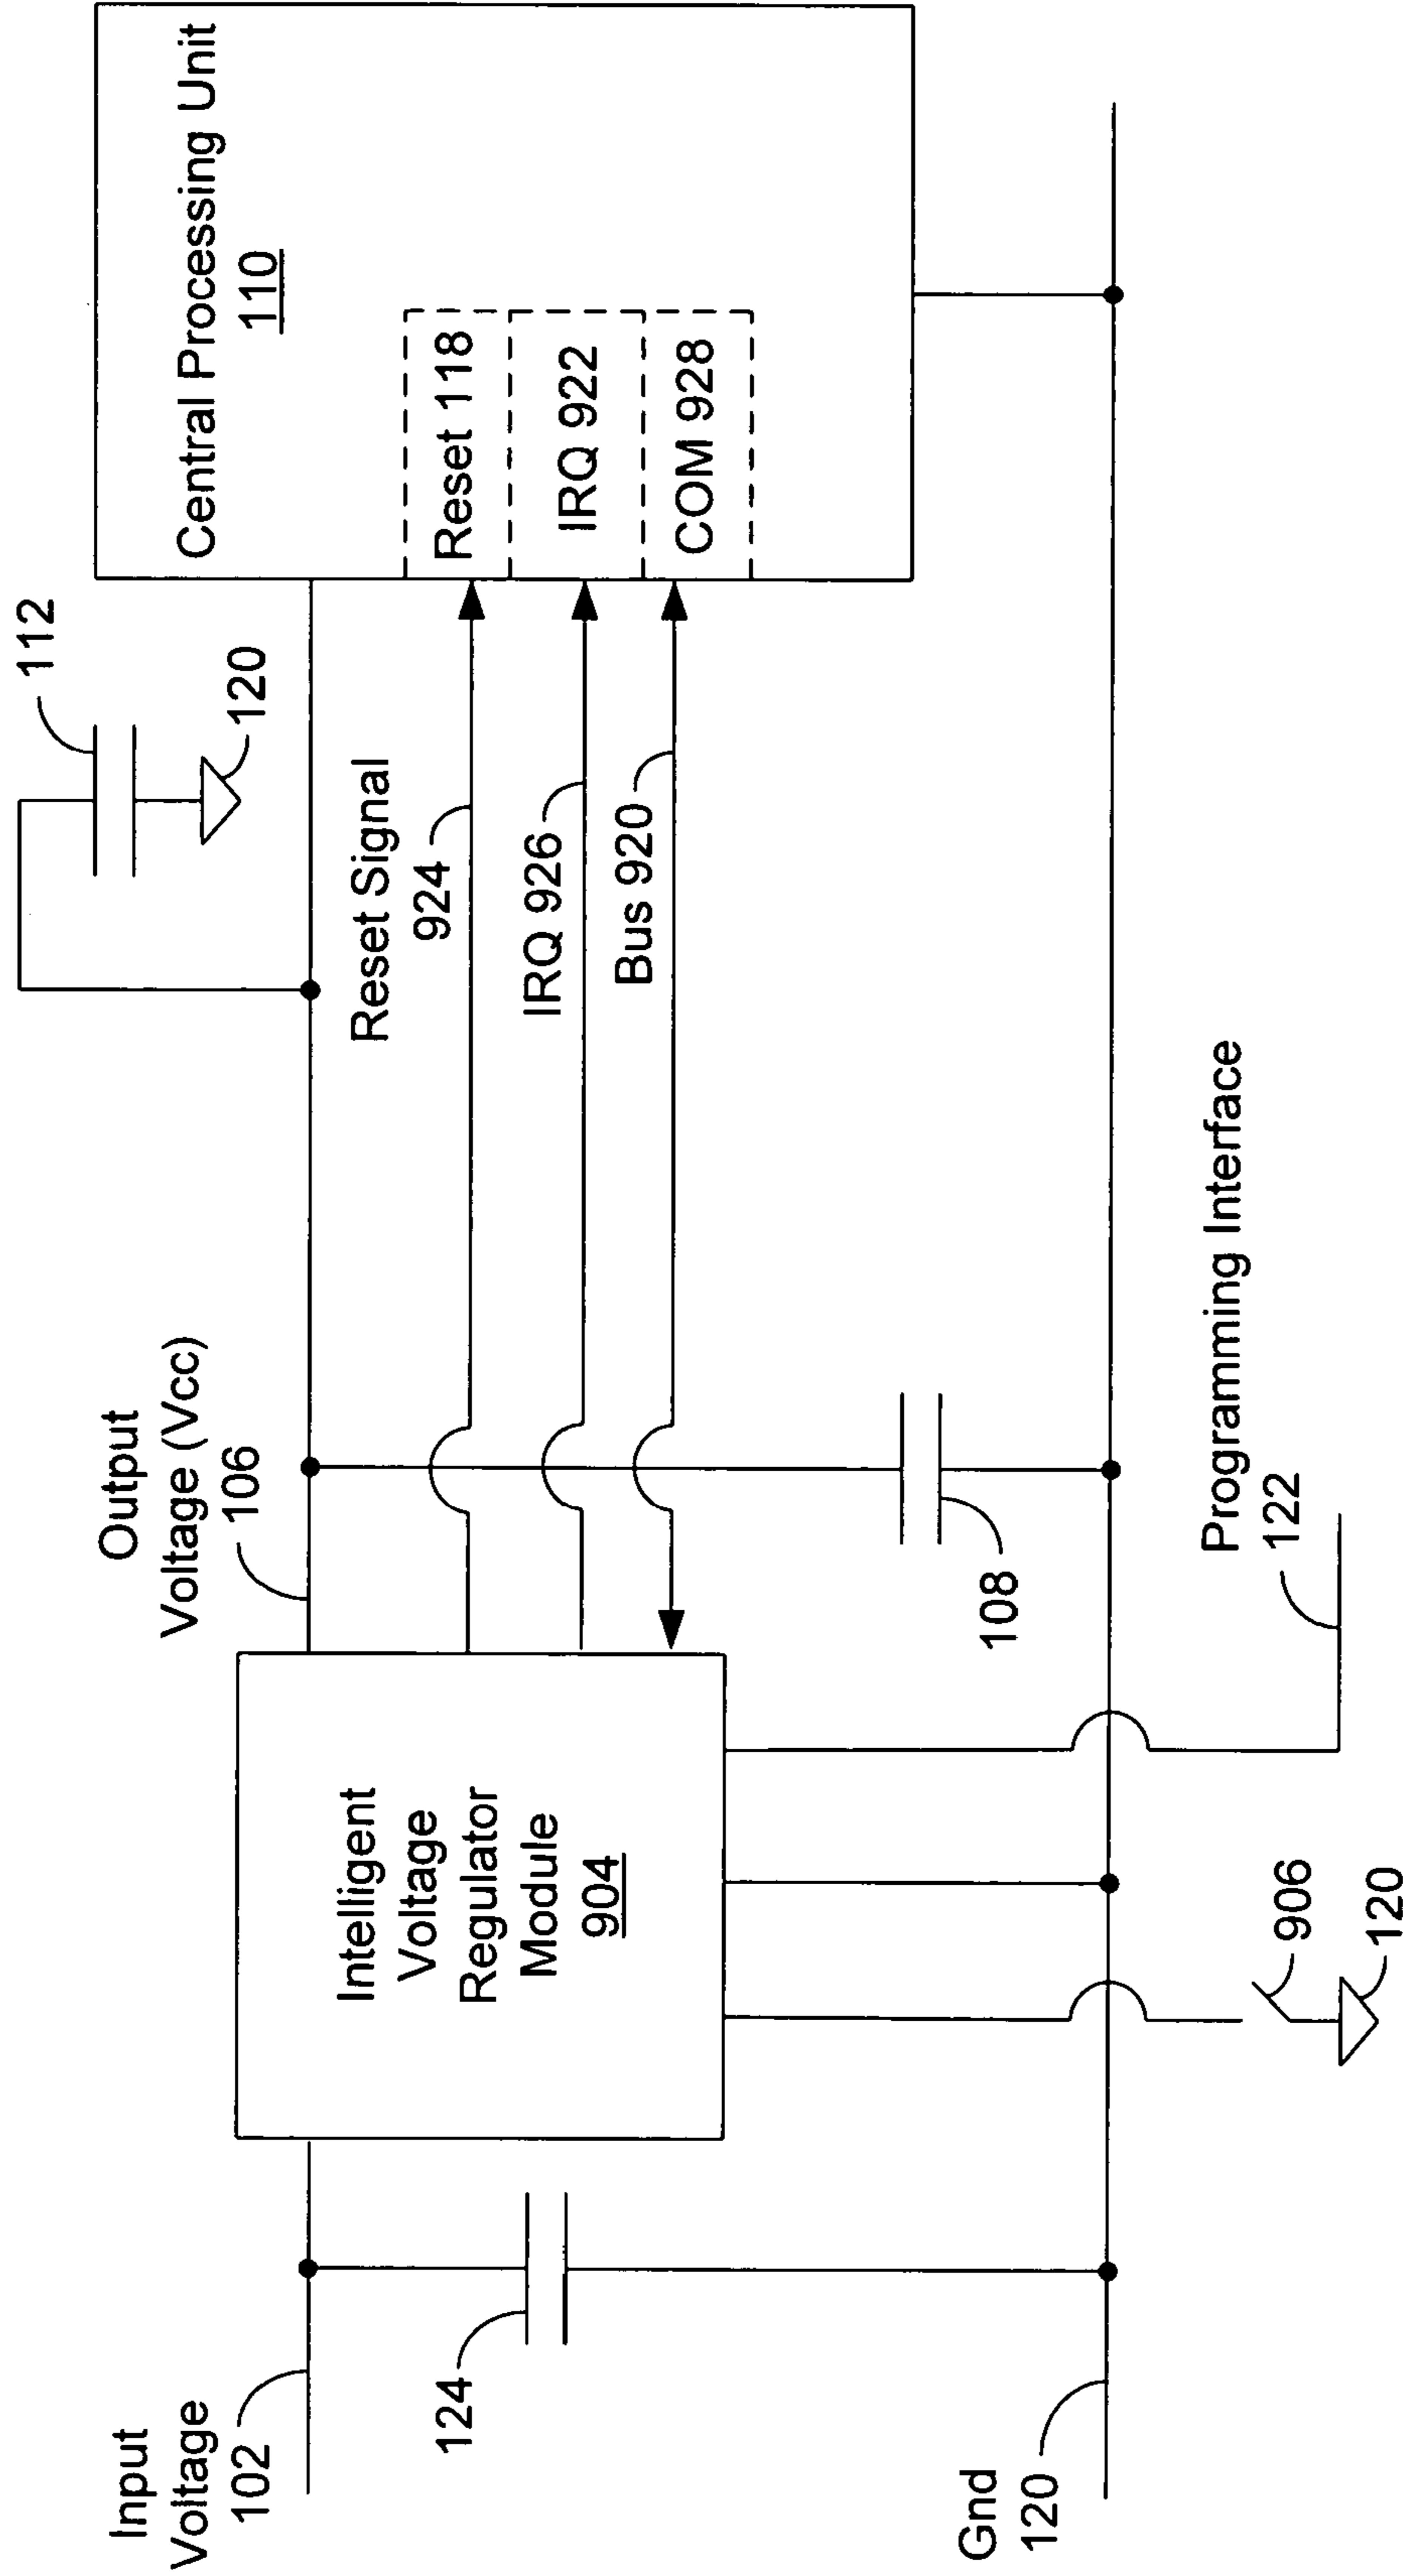 Input
Voltage
102
124
Gnd
120
Intelligent
Voltage
Regulator
Module
904
906
120
Output
Voltage (Vcc)
106
108
Programming Interface
122
Reset Signal
924
IRQ 926
Bus 920
112
120
Central Processing Unit
110
Reset 118
IRQ 922
COM 928